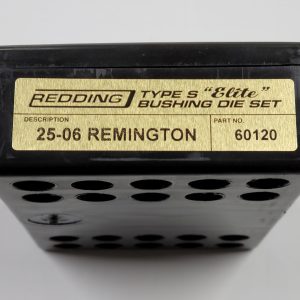 REDDING TYPE S "Elite"
BUSHING DIE SET
DESCRIPTION PART NO.
25-06 REMINGTON 60120